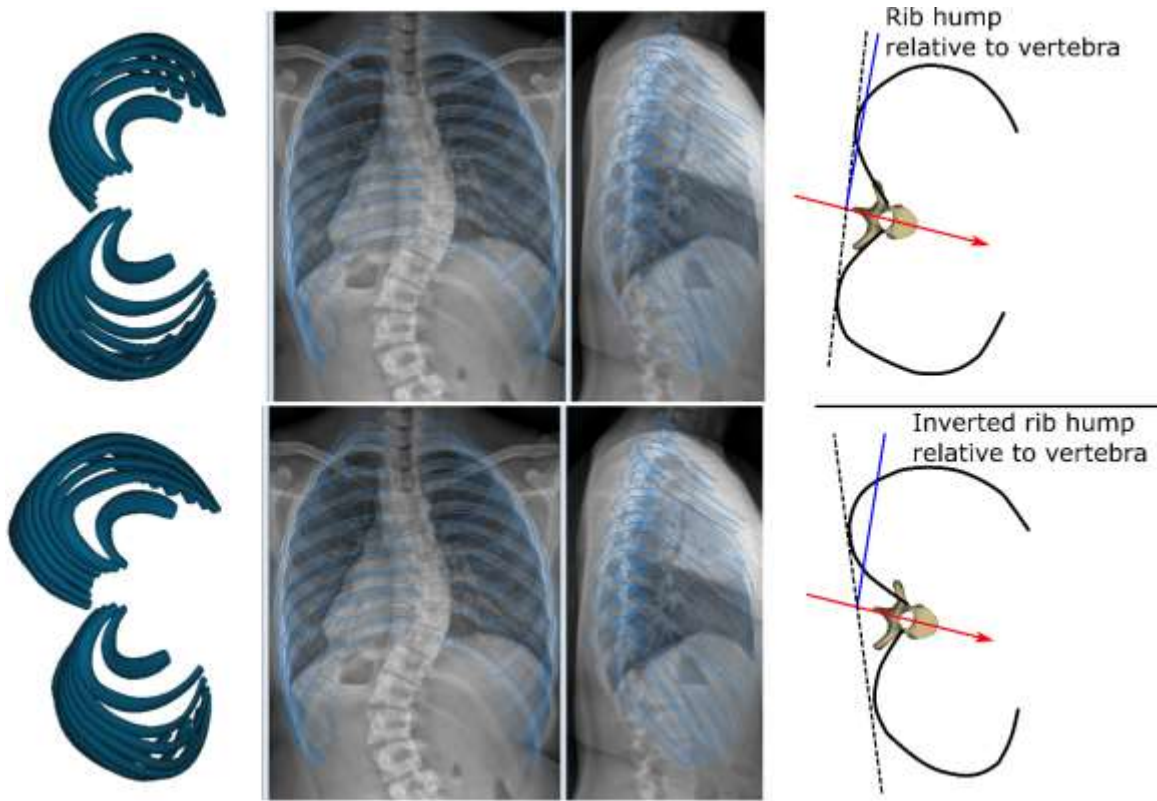 Rib hump
relative to vertebra
Inverted rib hump
relative to vertebra